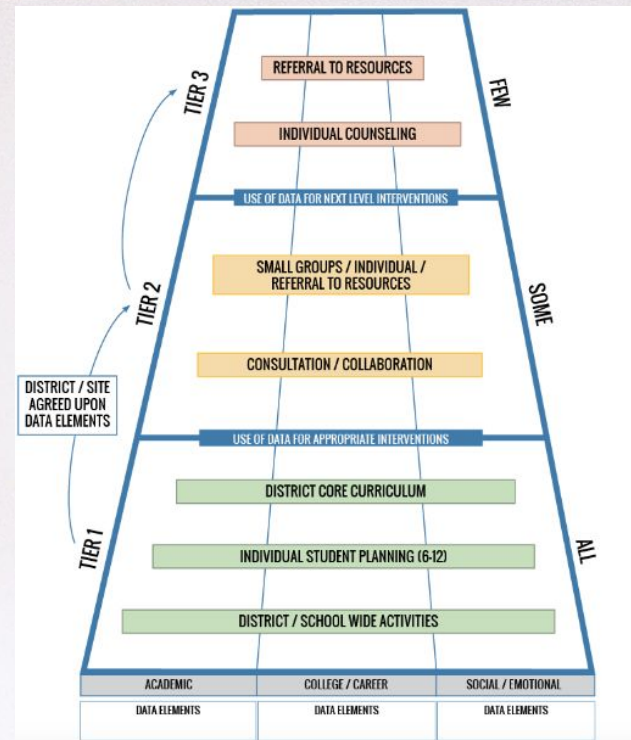 REFERRAL TO RESOURCES
TIER 3
FEW
INDIVIDUAL COUNSELING
USE OF DATA FOR NEXT LEVEL INTERVENTIONS
SMALL GROUPS / INDIVIDUAL /
REFERRAL TO RESOURCES
TIER 2
SOME
CONSULTATION / COLLABORATION
DISTRICT / SITE
AGREED UPON
DATA ELEMENTS
USE OF DATA FOR APPROPRIATE INTERVENTIONS
DISTRICT CORE CURRICULUM
TIER 1
ALL
INDIVIDUAL STUDENT PLANNING (6-12)
DISTRICT / SCHOOL WIDE ACTIVITIES
ACADEMIC
COLLEGE / CAREER
SOCIAL / EMOTIONAL
DATA ELEMENTS
DATA ELEMENTS
DATA ELEMENTS